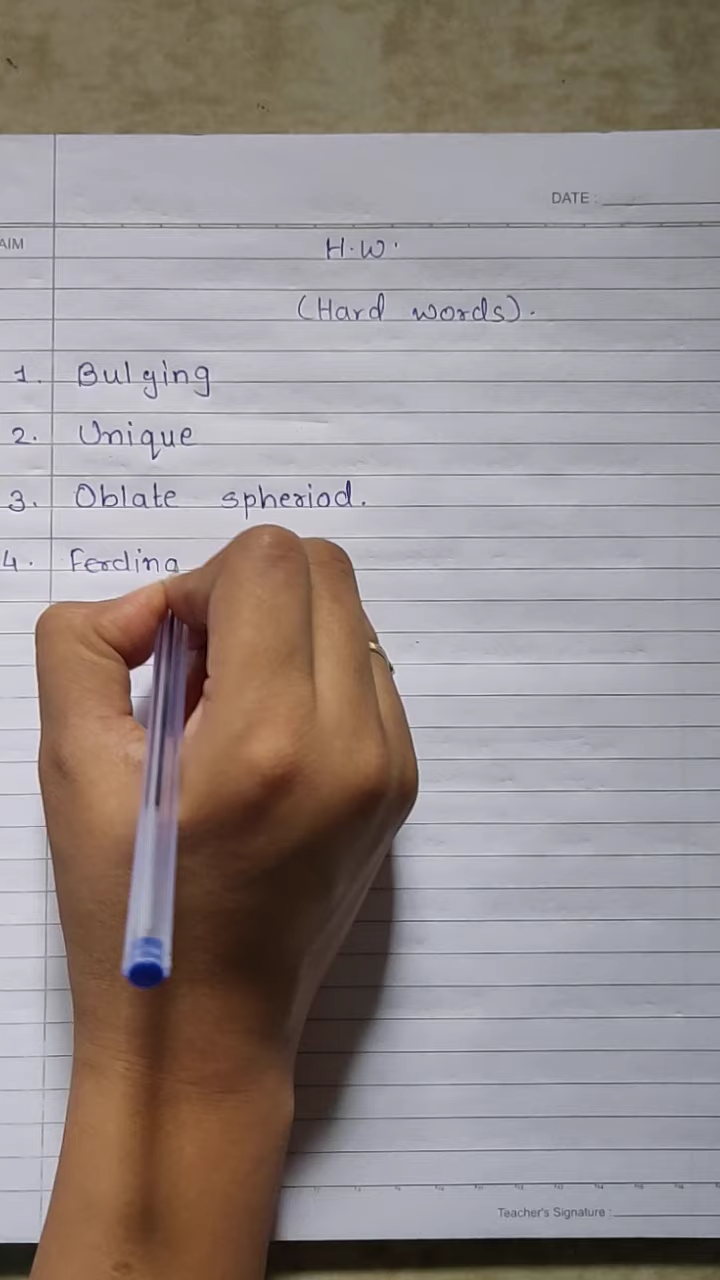 DATE :
AIM
H.W.
(Hard words).
1. Bulging
2. Unique
3. Oblate spheriod.
4. Ferdina
Teacher's Signature :